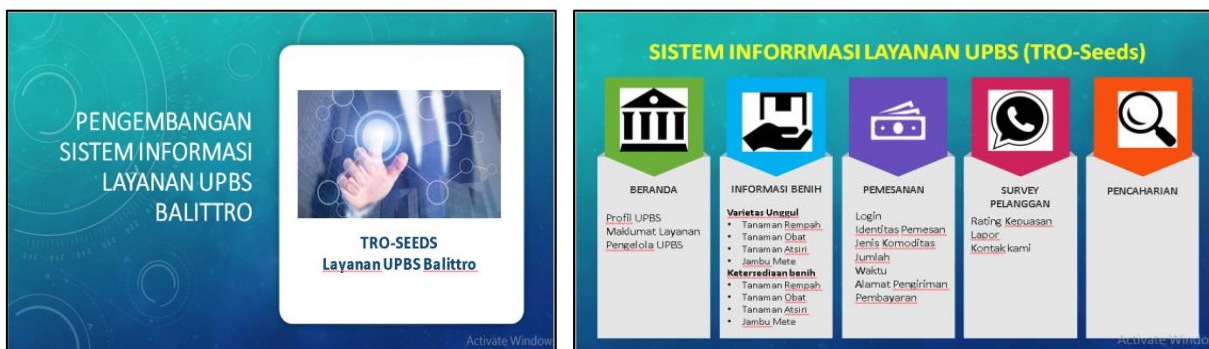 PENGEMBANGAN
SISTEM INFORMASI
LAYANAN UPBS
BALITTRO
TRO-SEEDS
Layanan UPBS Balittro
Activate Window
SISTEM INFORRMASI LAYANAN UPBS (TRO-Seeds)
BERANDA
Profil UPBS
Maklumat Layanan
Pengelola UPBS
INFORMASI BENIH
Varietas Unggul
• Tanaman Rempah
• Tanaman Obat
• Tanaman Atsiri
• Jambu Mete
Ketersediaan benih
• Tanaman Rempah
• Tanaman Obat
• Tanaman Atsiri
• Jambu Mete
PEMESANAN
Login
Identitas Pemesan
Jenis Komoditas
Jumlah
Waktu
Alamat Pengiriman
Pembayaran
SURVEY
PELANGGAN
Rating Kepuasan
Lapor
Kontak kami
PENCAHARIAN
Activate Windo